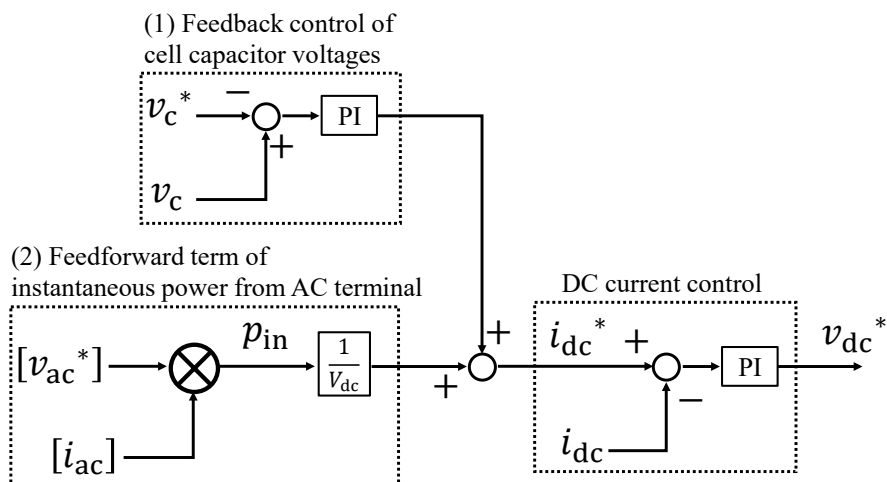 (1) Feedback control of
cell capacitor voltages
v_c^*
−
+
PI
v_c
(2) Feedforward term of
instantaneous power from AC terminal
[v_ac^*]
p_in
1
V_dc
[i_ac]
+
+
DC current control
i_dc^*
+
−
PI
v_dc^*
i_dc